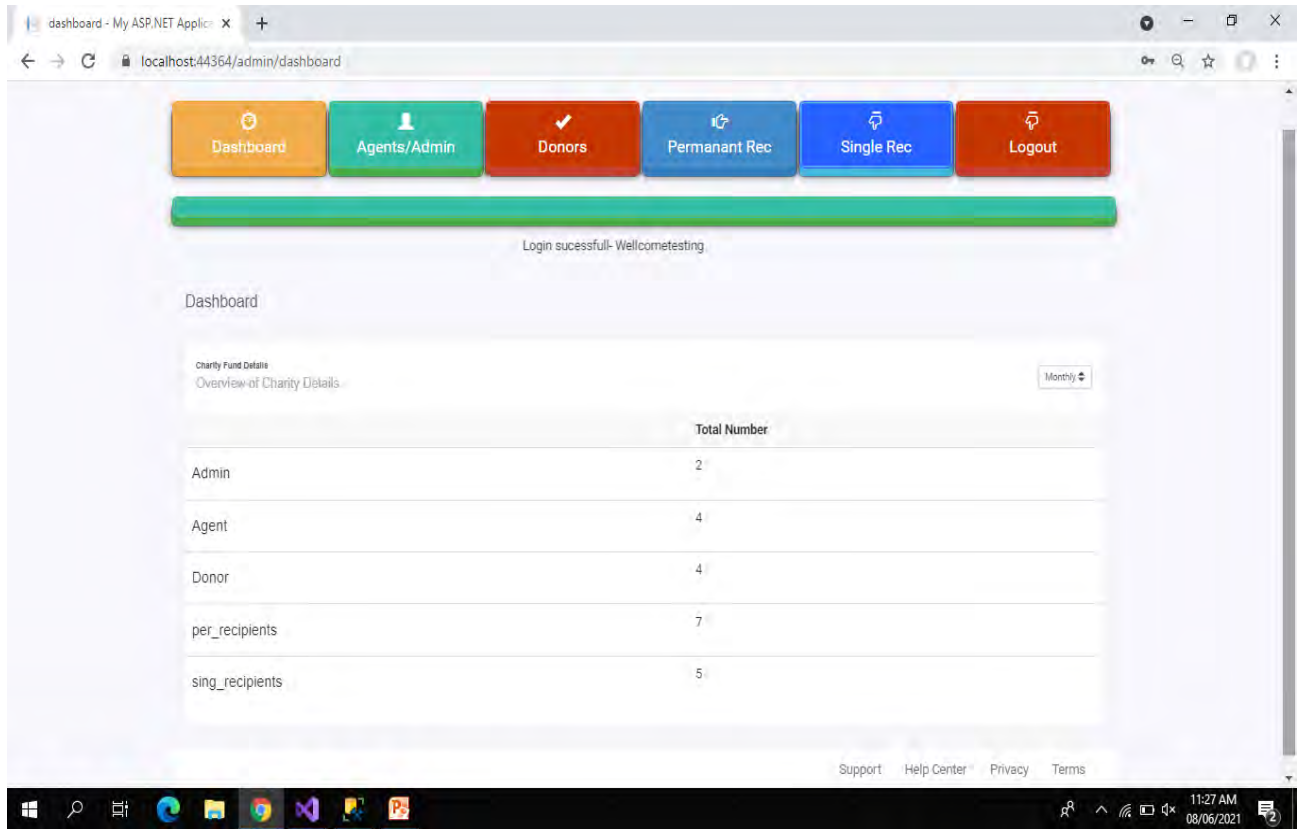 dashboard - My ASP.NET Applic
localhost:44364/admin/dashboard
Dashboard
Agents/Admin
Donors
Permanant Rec
Single Rec
Logout
Login sucessfull- Wellcometesting
Dashboard
Charity Fund Details
Overview of Charity Details
Monthly
Total Number
Admin 2
Agent 4
Donor 4
per_recipients 7
sing_recipients 5
Support Help Center Privacy Terms
11:27 AM
08/06/2021
2